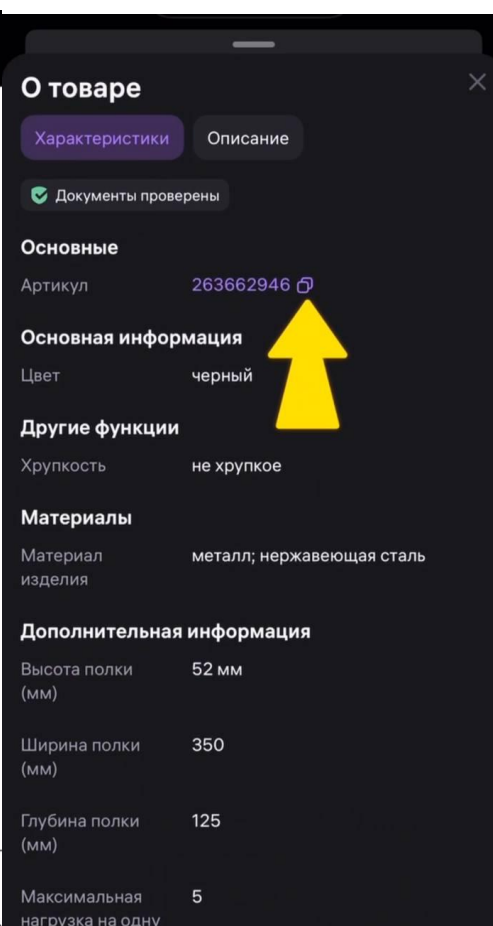 О товаре
Характеристики Описание
Документы проверены
Основные
Артикул 263662946
Основная информация
Цвет черный
Другие функции
Хрупкость не хрупкое
Материалы
Материал металл; нержавеющая сталь
изделия
Дополнительная информация
Высота полки 52 мм
(мм)
Ширина полки 350
(мм)
Глубина полки 125
(мм)
Максимальная 5
нагрузка на одну